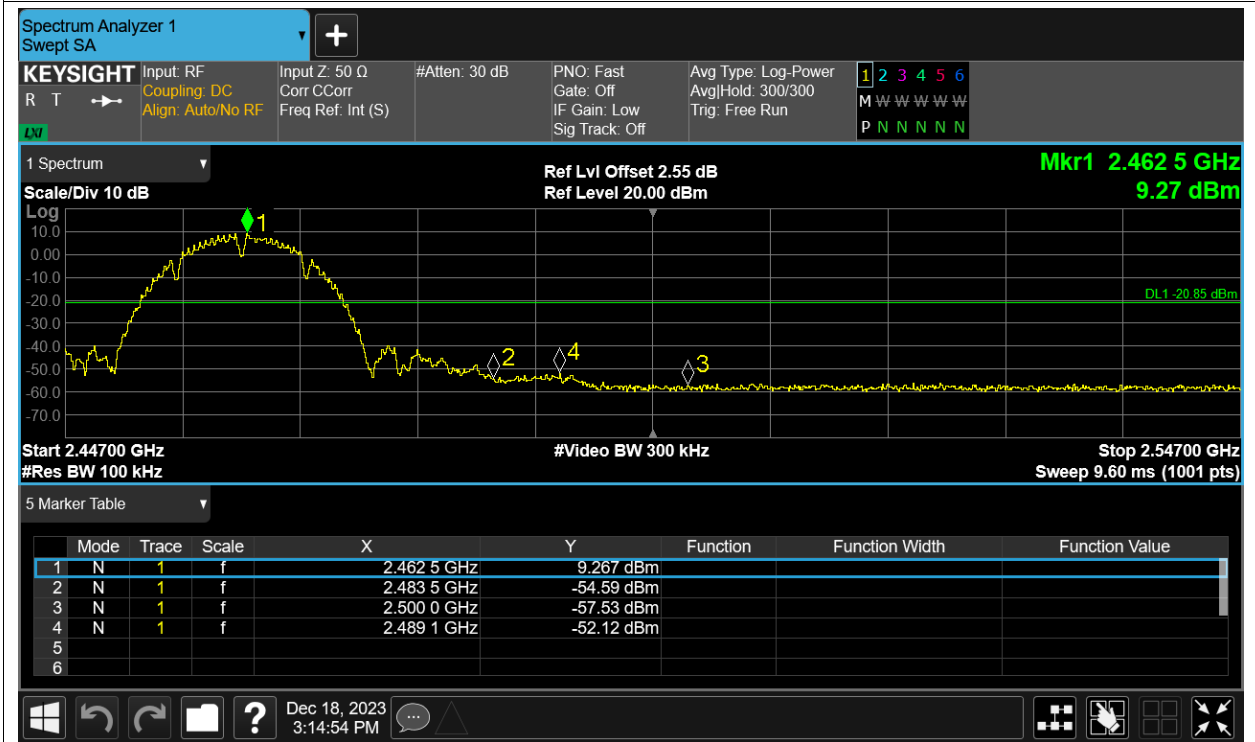 Spectrum Analyzer 1
Swept SA
KEYSIGHT
R T
LXI
Input: RF
Coupling: DC
Align: Auto/No RF
Input Z: 50 Ω
Corr CCorr
Freq Ref: Int (S)
#Atten: 30 dB
PNO: Fast
Gate: Off
IF Gain: Low
Sig Track: Off
Avg Type: Log-Power
Avg|Hold: 300/300
Trig: Free Run
1 2 3 4 5 6
M W W W W W
P N N N N N
1 Spectrum
Scale/Div 10 dB
Ref Lvl Offset 2.55 dB
Ref Level 20.00 dBm
Mkr1 2.462 5 GHz
9.27 dBm
Log
10.0
0.00
-10.0
-20.0
-30.0
-40.0
-50.0
-60.0
-70.0
1
2
4
3
DL1 -20.85 dBm
Start 2.44700 GHz
#Video BW 300 kHz
Stop 2.54700 GHz
#Res BW 100 kHz
Sweep 9.60 ms (1001 pts)
5 Marker Table
Mode Trace Scale X Y Function Function Width Function Value
1 N 1 f 2.462 5 GHz 9.267 dBm
2 N 1 f 2.483 5 GHz -54.59 dBm
3 N 1 f 2.500 0 GHz -57.53 dBm
4 N 1 f 2.489 1 GHz -52.12 dBm
5
6
?
Dec 18, 2023
3:14:54 PM